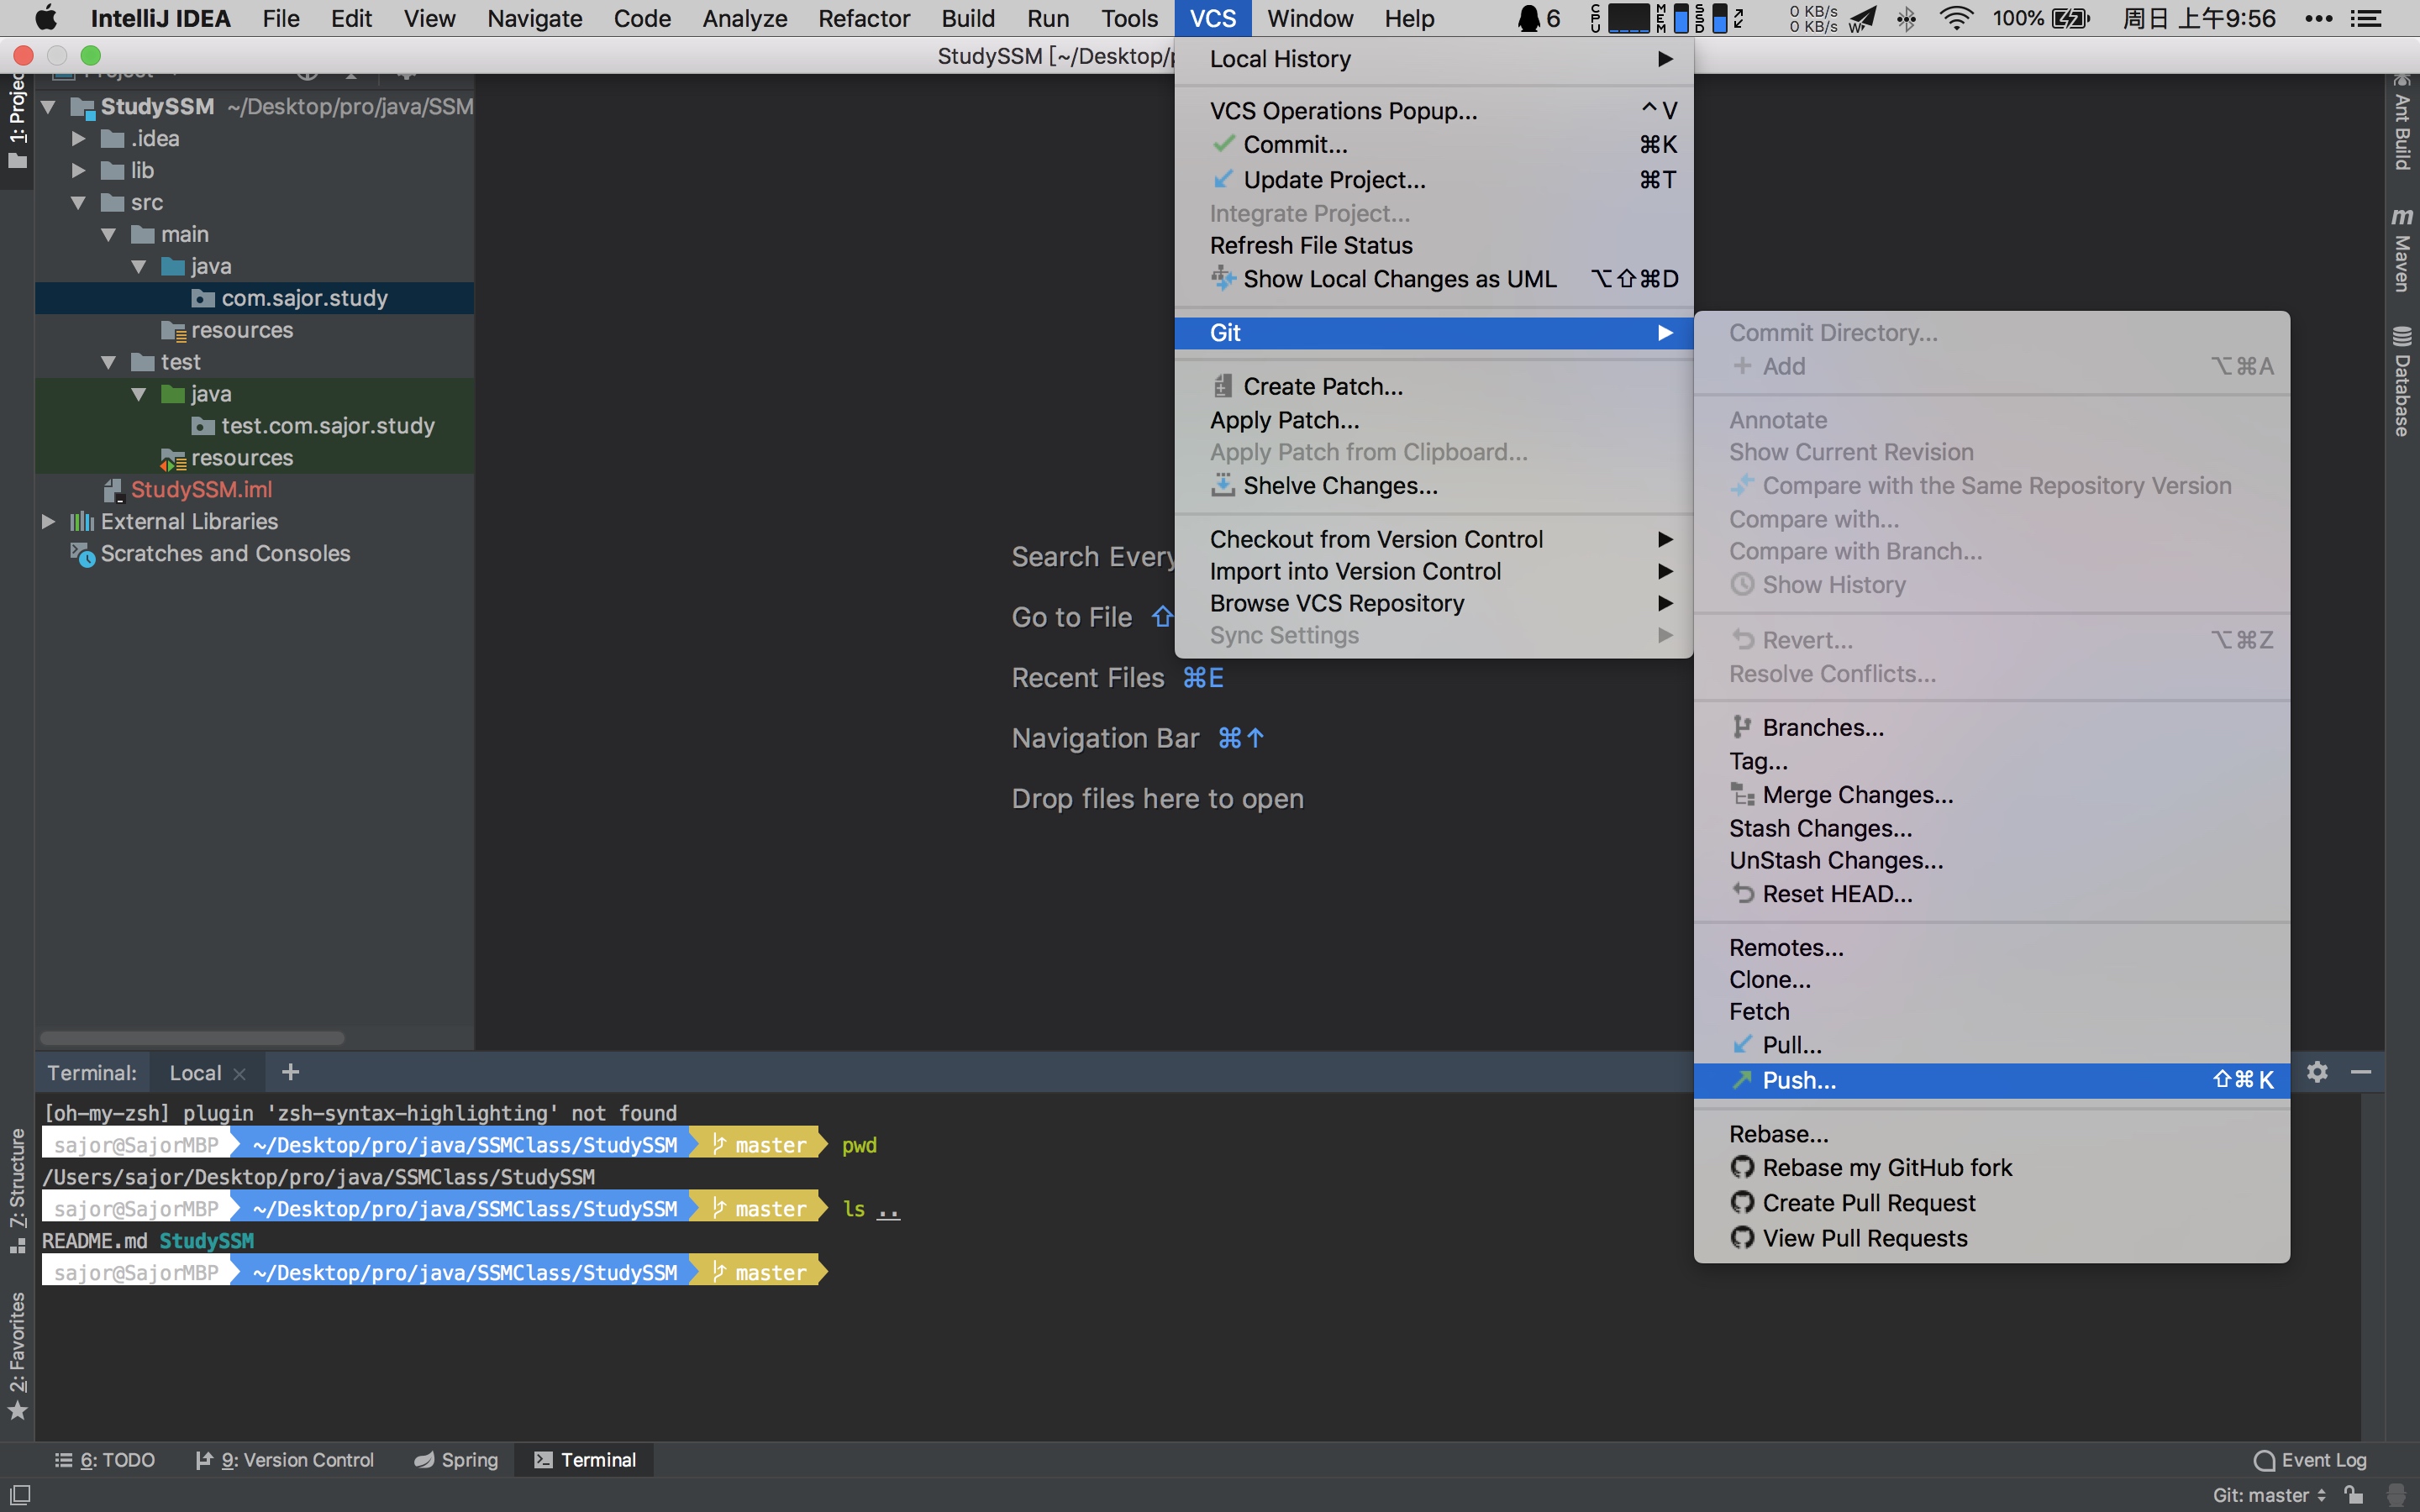 IntelliJ IDEA File Edit View Navigate Code Analyze Refactor Build Run Tools VCS Window Help 6 CPU MEM SSD 0 KB/s 0 KB/s W 100% 周日 上午9:56
StudySSM [~/Desktop/
1: Projec
StudySSM ~/Desktop/pro/java/SSM
.idea
lib
src
main
java
com.sajor.study
resources
test
java
test.com.sajor.study
resources
StudySSM.iml
External Libraries
Scratches and Consoles
Search Every
Go to File ⇧
Recent Files ⌘E
Navigation Bar ⌘↑
Drop files here to open
Local History
VCS Operations Popup... ^V
Commit... ⌘K
Update Project... ⌘T
Integrate Project...
Refresh File Status
Show Local Changes as UML ⌥⇧⌘D
Git
Create Patch...
Apply Patch...
Apply Patch from Clipboard...
Shelve Changes...
Checkout from Version Control
Import into Version Control
Browse VCS Repository
Sync Settings
Commit Directory...
Add ⌥⌘A
Annotate
Show Current Revision
Compare with the Same Repository Version
Compare with...
Compare with Branch...
Show History
Revert... ⌥⌘Z
Resolve Conflicts...
Branches...
Tag...
Merge Changes...
Stash Changes...
UnStash Changes...
Reset HEAD...
Remotes...
Clone...
Fetch
Pull...
Push... ⇧⌘K
Rebase...
Rebase my GitHub fork
Create Pull Request
View Pull Requests
Ant Build
Maven
Database
Terminal: Local +
[oh-my-zsh] plugin 'zsh-syntax-highlighting' not found
sajor@SajorMBP ~/Desktop/pro/java/SSMClass/StudySSM master pwd
/Users/sajor/Desktop/pro/java/SSMClass/StudySSM
sajor@SajorMBP ~/Desktop/pro/java/SSMClass/StudySSM master ls ..
README.md StudySSM
sajor@SajorMBP ~/Desktop/pro/java/SSMClass/StudySSM master
7: Structure
2: Favorites
6: TODO 9: Version Control Spring Terminal Event Log
Git: master